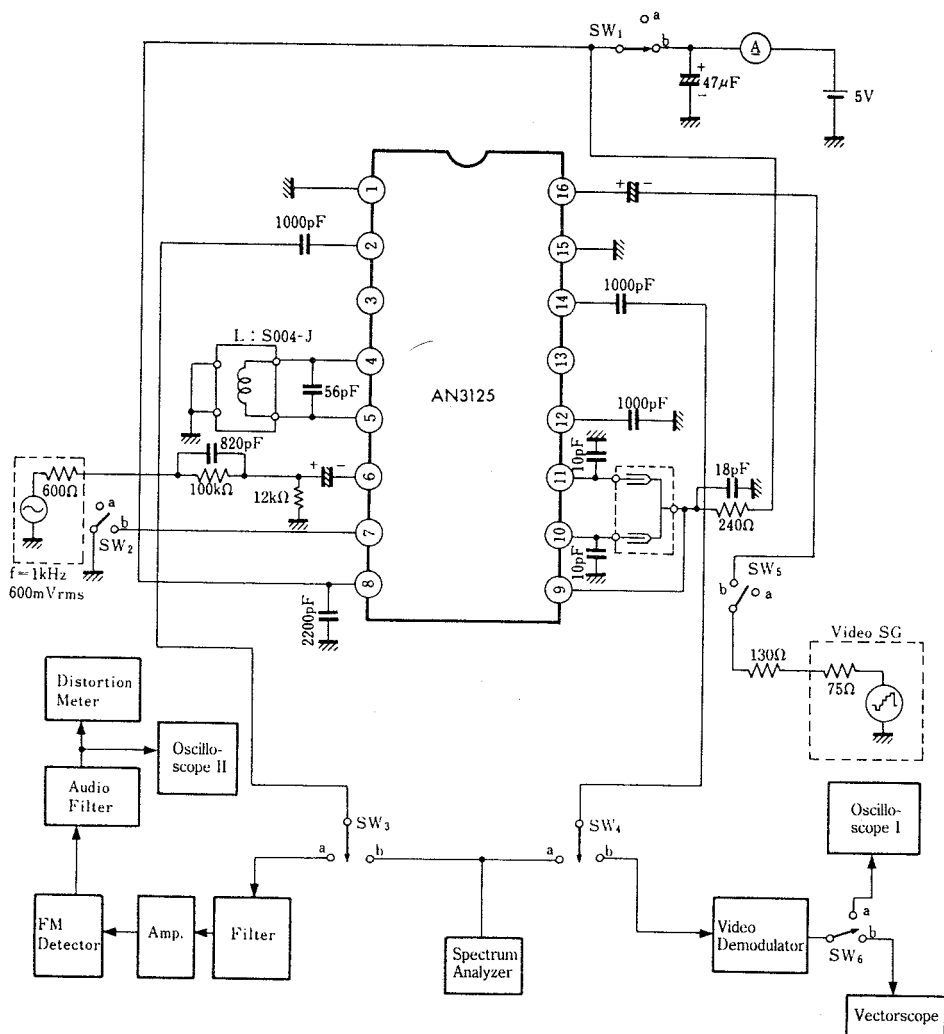 SW1
a
b
A
+
47μF
−
5V
1
2
3
4
5
6
7
8
16
15
14
13
12
11
10
9
AN3125
+ −
1000pF
1000pF
L : S004-J
56pF
1000pF
820pF
100kΩ
12kΩ
+ −
600Ω
f=1kHz
600mVrms
a
b
SW2
2200pF
10pF
10pF
18pF
240Ω
SW5
b
a
Video SG
130Ω
75Ω
Distortion
Meter
Oscillo-
scope II
Audio
Filter
FM
Detector
Amp.
Filter
SW3
a
b
Spectrum
Analyzer
SW4
a
b
Video
Demodulator
Oscillo-
scope I
a
b
SW6
Vectorscope